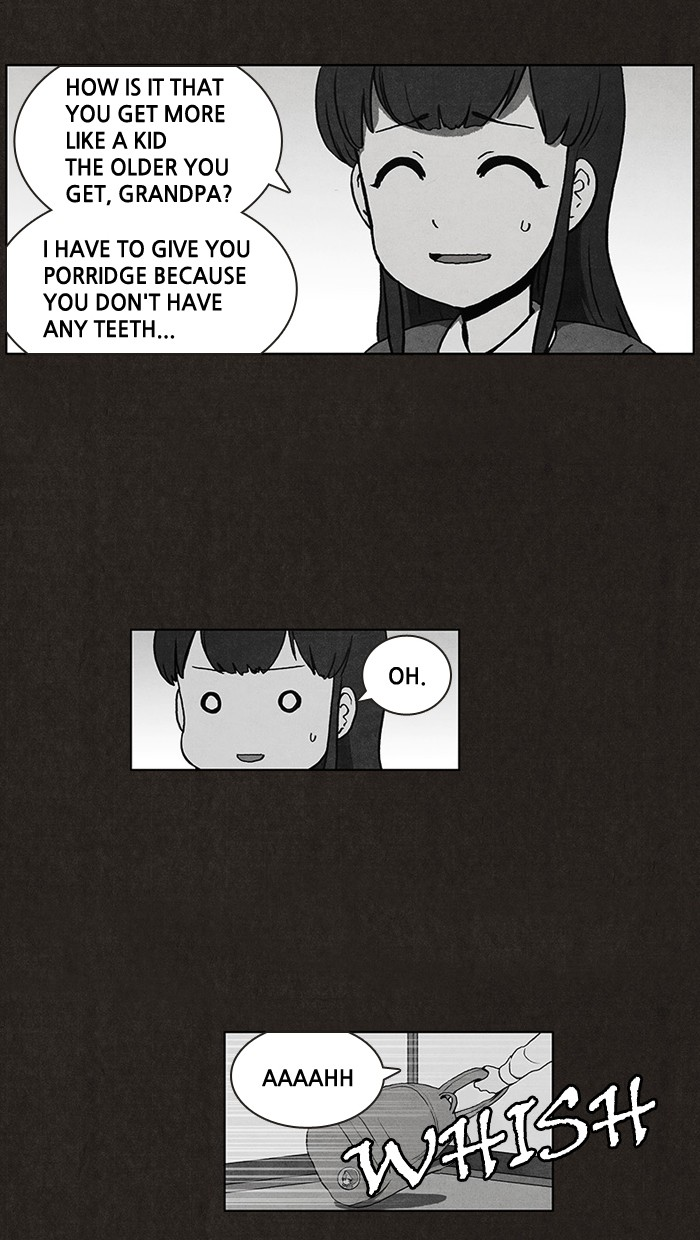 HOW IS IT THAT
YOU GET MORE
LIKE A KID
THE OLDER YOU
GET, GRANDPA?
I HAVE TO GIVE YOU
PORRIDGE BECAUSE
YOU DON'T HAVE
ANY TEETH...
OH.
AAAAHH
WHISH